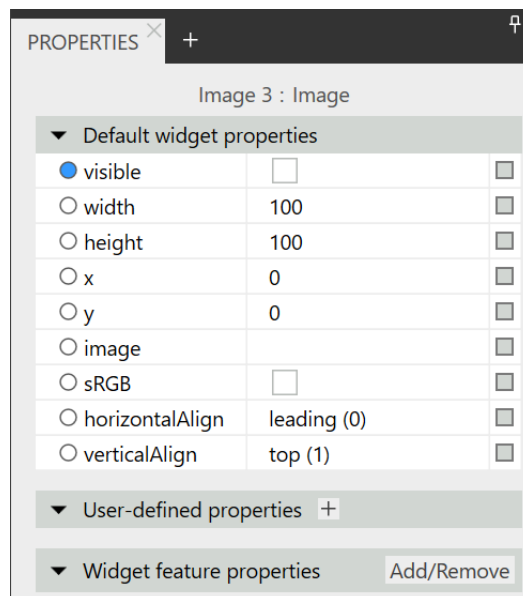 PROPERTIES
Image 3 : Image
Default widget properties
visible
width 100
height 100
x 0
y 0
image
sRGB
horizontalAlign leading (0)
verticalAlign top (1)
User-defined properties +
Widget feature properties Add/Remove